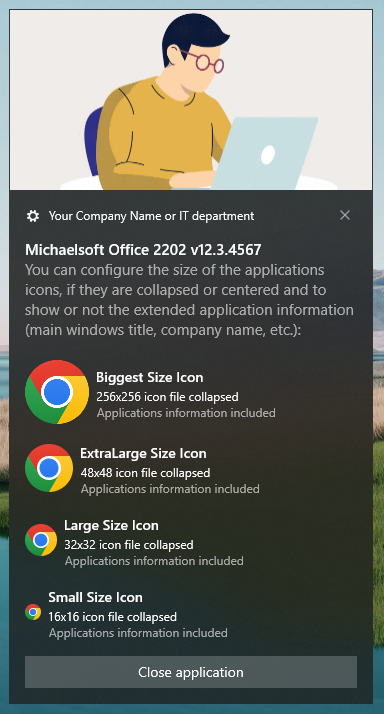 Your Company Name or IT department
Michaelsoft Office 2202 v12.3.4567
You can configure the size of the applications
icons, if they are collapsed or centered and to
show or not the extended application information
(main windows title, company name, etc.):
Biggest Size Icon
256x256 icon file collapsed
Applications information included
ExtraLarge Size Icon
48x48 icon file collapsed
Applications information included
Large Size Icon
32x32 icon file collapsed
Applications information included
Small Size Icon
16x16 icon file collapsed
Applications information included
Close application